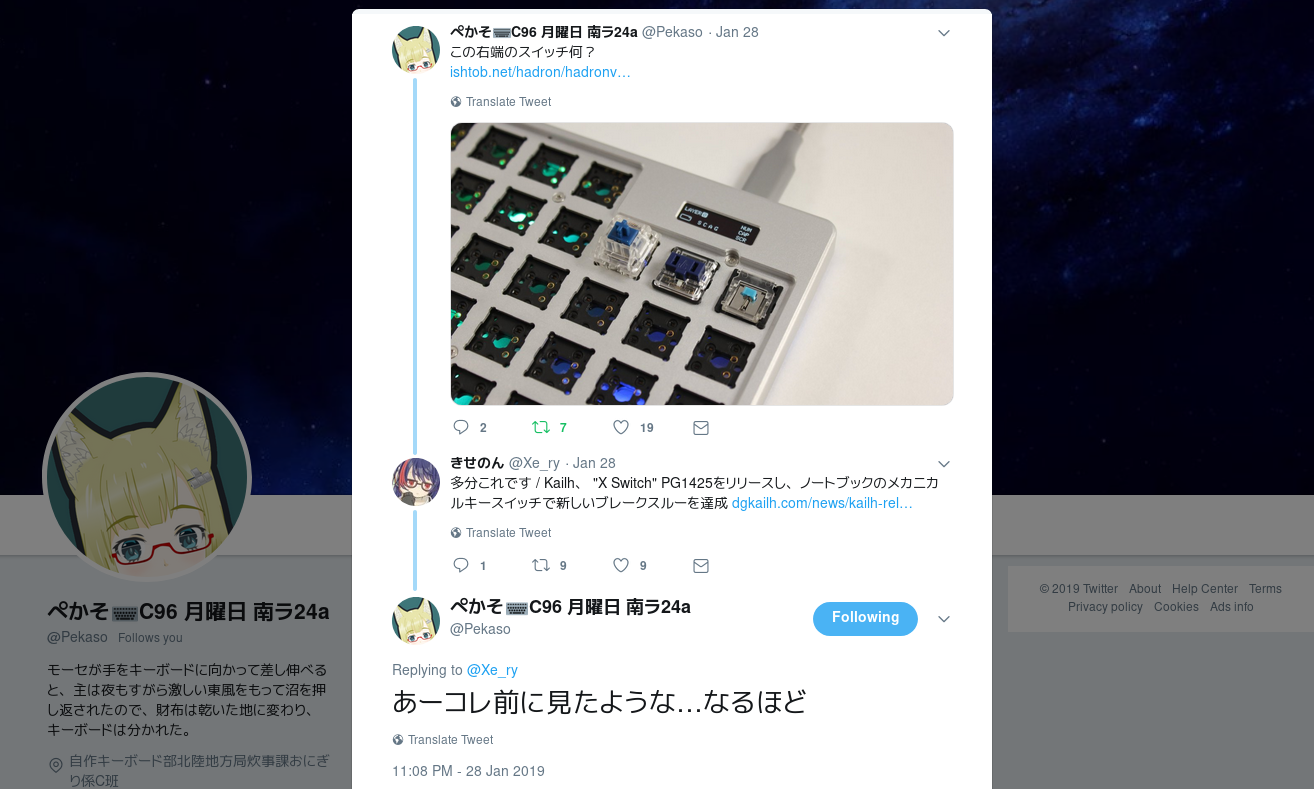 ぺかそ⌨C96 月曜日 南ラ24a @Pekaso · Jan 28
この右端のスイッチ何？
ishtob.net/hadron/hadronv…
Translate Tweet
LAYER
NUM
CAP
SCR
2 7 19
きせのん @Xe_ry · Jan 28
多分これです / Kailh、 "X Switch" PG1425をリリースし、ノートブックのメカニカ
ルキースイッチで新しいブレークスルーを達成 dgkailh.com/news/kailh-rel…
Translate Tweet
1 9 9
ぺかそ⌨C96 月曜日 南ラ24a
@Pekaso
Following
Replying to @Xe_ry
あーコレ前に見たような…なるほど
Translate Tweet
11:08 PM - 28 Jan 2019
ぺかそ⌨C96 月曜日 南ラ24a
@Pekaso Follows you
モーセが手をキーボードに向かって差し伸べる
と、主は夜もすがら激しい東風をもって沼を押
し返されたので、財布は乾いた地に変わり、
キーボードは分かれた。
自作キーボード部北陸地方局炊事課おにぎ
り係C班
© 2019 Twitter About Help Center Terms
Privacy policy Cookies Ads info